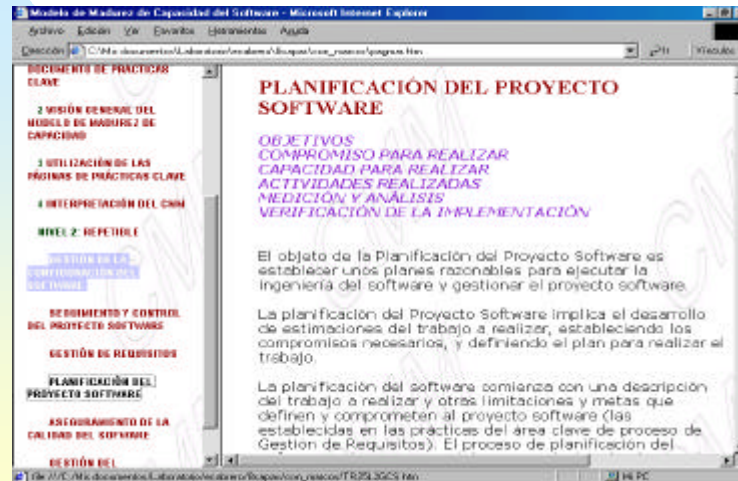 Modelo de Madurez de Capacidad del Software - Microsoft Internet Explorer
Archivo Edición Ver Favoritos Herramientas Ayuda
Dirección C:\Mis documentos\Laboratorio\
Ir Vínculos
DOCUMENTO DE PRÁCTICAS
CLAVE
2 VISIÓN GENERAL DEL
MODELO DE MADUREZ DE
CAPACIDAD
3 UTILIZACIÓN DE LAS
PÁGINAS DE PRÁCTICAS CLAVE
4 INTERPRETACIÓN DEL CMM
NIVEL 2: REPETIBLE
GESTIÓN DE LA
CONFIGURACIÓN DEL
SOFTWARE
SEGUIMIENTO Y CONTROL
DEL PROYECTO SOFTWARE
GESTIÓN DE REQUISITOS
PLANIFICACIÓN DEL
PROYECTO SOFTWARE
ASEGURAMIENTO DE LA
CALIDAD DEL SOFTWARE
GESTIÓN DEL
PLANIFICACIÓN DEL PROYECTO
SOFTWARE
OBJETIVOS
COMPROMISO PARA REALIZAR
CAPACIDAD PARA REALIZAR
ACTIVIDADES REALIZADAS
MEDICIÓN Y ANÁLISIS
VERIFICACIÓN DE LA IMPLEMENTACIÓN
El objeto de la Planificación del Proyecto Software es
establecer unos planes razonables para ejecutar la
ingeniería del software y gestionar el proyecto software.
La planificación del Proyecto Software implica el desarrollo
de estimaciones del trabajo a realizar, estableciendo los
compromisos necesarios, y definiendo el plan para realizar el
trabajo.
La planificación del software comienza con una descripción
del trabajo a realizar y otras limitaciones y metas que
definen y comprometen al proyecto software (las
establecidas en las prácticas del área clave de proceso de
Gestion de Requisitos). El proceso de planificación del
Mi PC